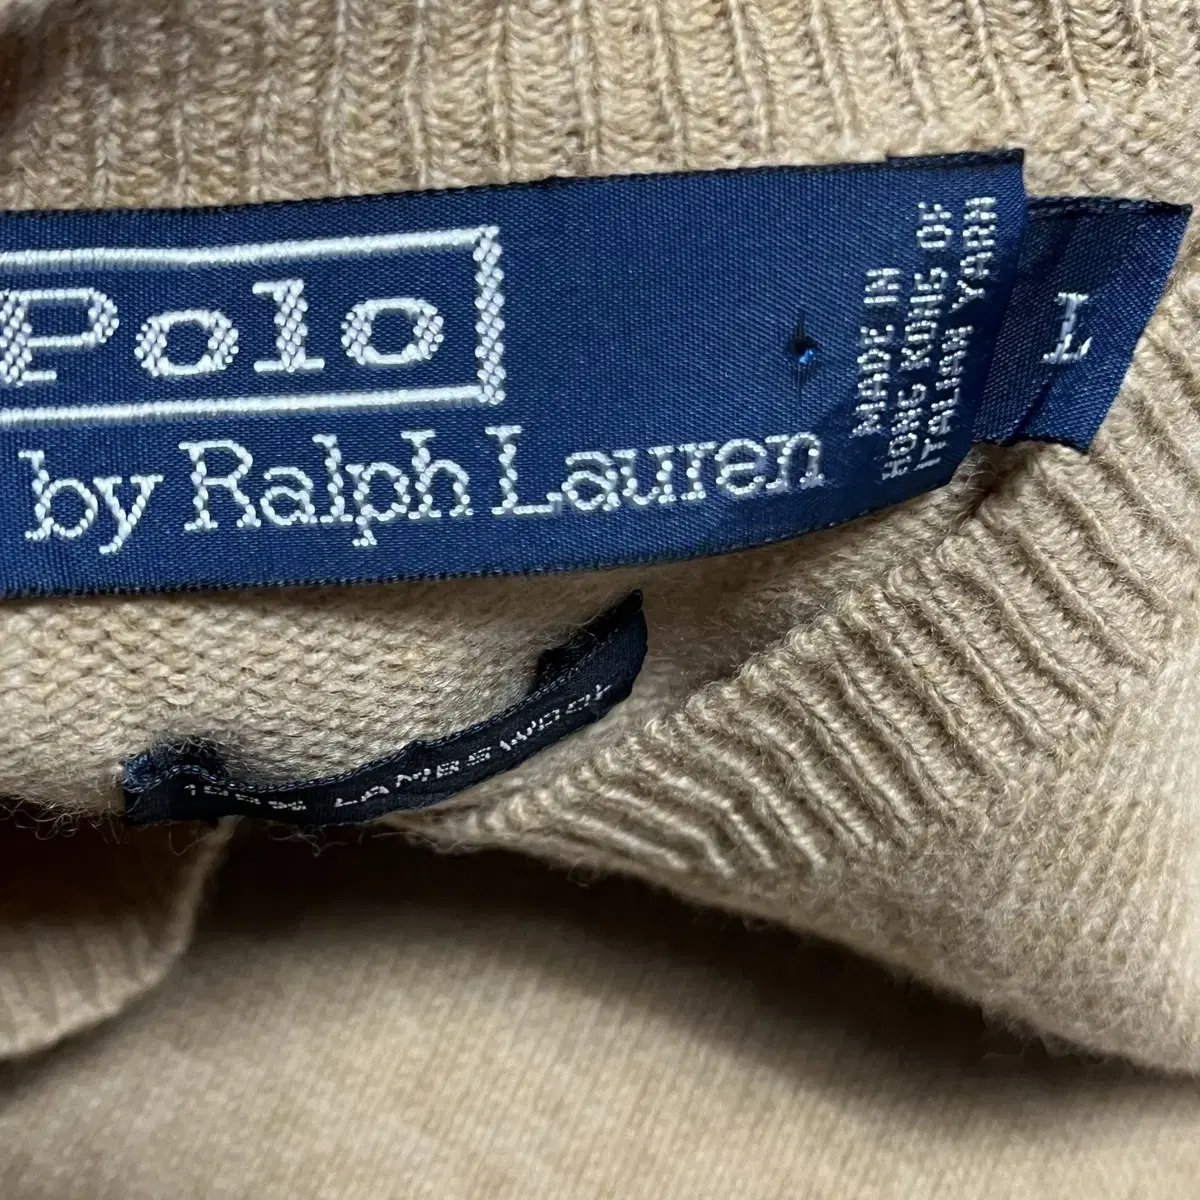 Polo
by Ralph Lauren
MADE IN
HONG KONG OF
ITALIAN YARN
L
100% LAMBSWOOL